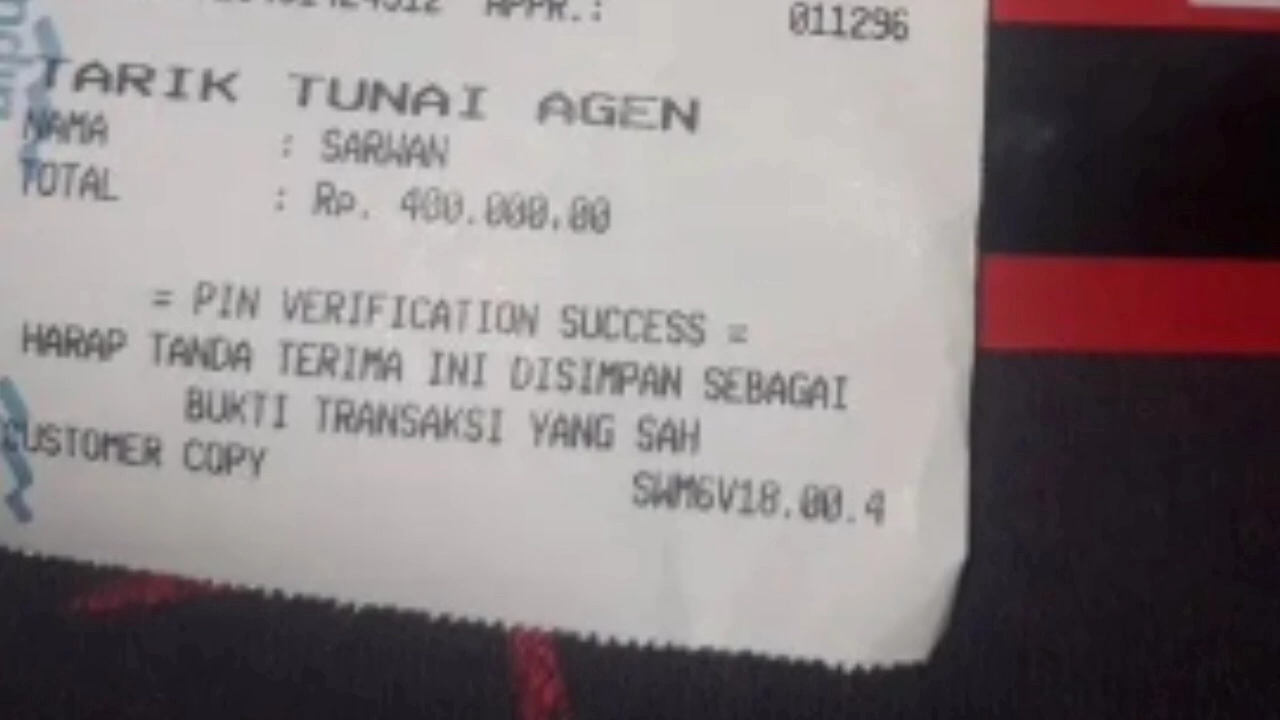 APPR.: 011296
TARIK TUNAI AGEN
NAMA : SARWAN
TOTAL : Rp. 400.000,00
= PIN VERIFICATION SUCCESS =
HARAP TANDA TERIMA INI DISIMPAN SEBAGAI
BUKTI TRANSAKSI YANG SAH
CUSTOMER COPY SWM6V18.00.4